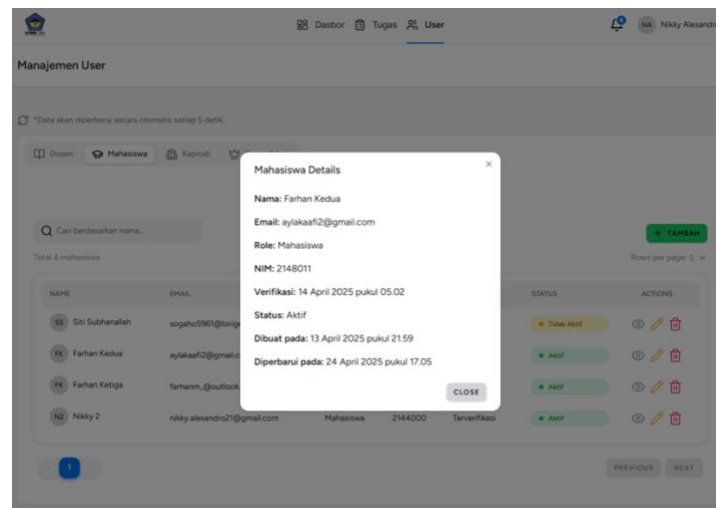 Dasbor Tugas User
4
NA Nikky Alesandro
Manajemen User
*Data akan diperbarui secara otomatis setiap 5 detik.
Dosen Mahasiswa Kaprodi
Mahasiswa Details
Nama: Farhan Kedua
Email: aylakaafi2@gmail.com
Role: Mahasiswa
NIM: 2148011
Verifikasi: 14 April 2025 pukul 05.02
Status: Aktif
Dibuat pada: 13 April 2025 pukul 21.59
Diperbarui pada: 24 April 2025 pukul 17.05
CLOSE
Cari berdasarkan nama...
+ TAMBAH
Total 4 mahasiswa
Rows per page: 5
NAME EMAIL STATUS ACTIONS
SS Siti Subhanallah Tidak Aktif
FK Farhan Kedua Aktif
FK Farhan Ketiga farhanm_@outlook Aktif
N2 Nikky 2 nikky.alesandro21@gmail.com Mahasiswa 2144000 Terverifikasi Aktif
1
PREVIOUS NEXT